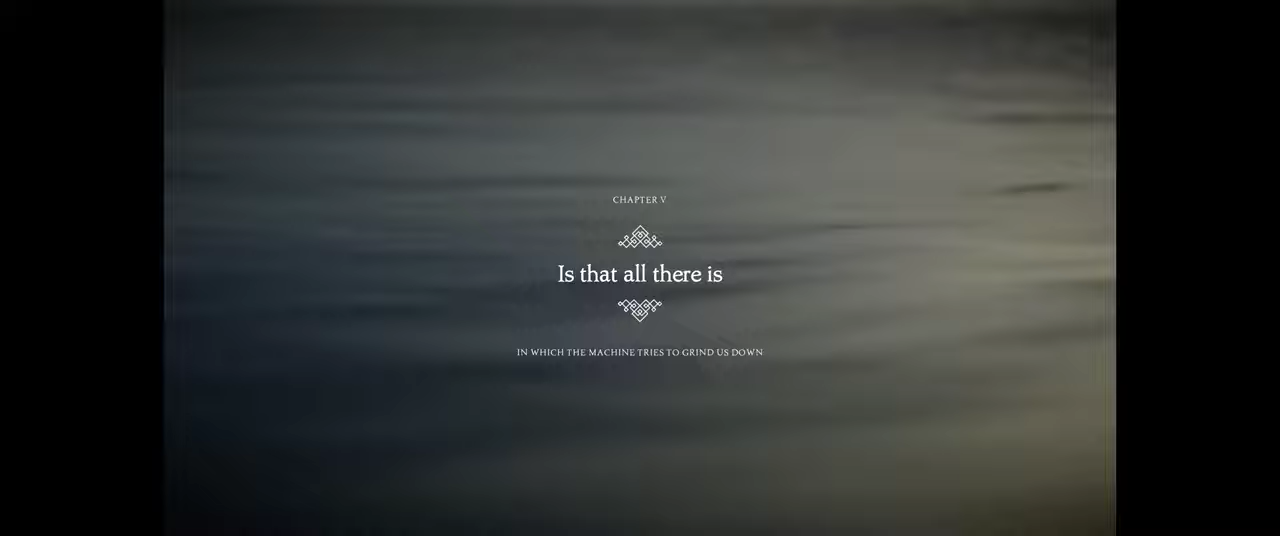 CHAPTER V
Is that all there is
IN WHICH THE MACHINE TRIES TO GRIND US DOWN